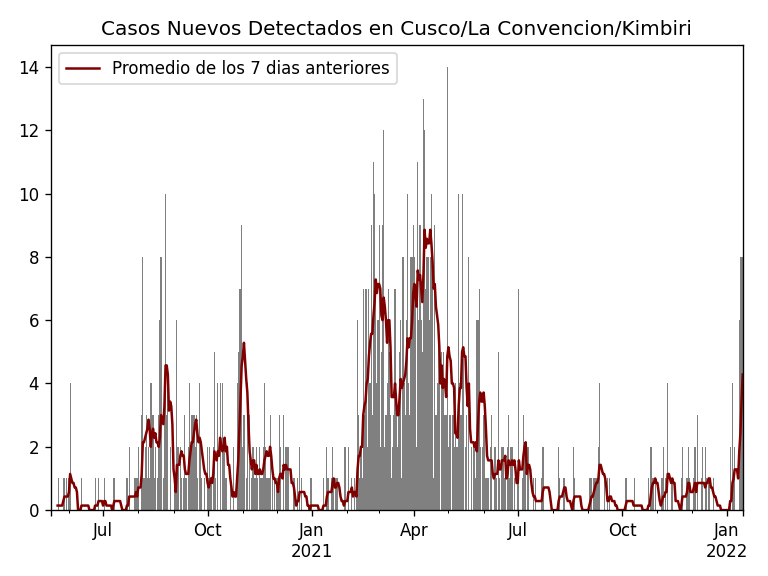 Casos Nuevos Detectados en Cusco/La Convencion/Kimbiri
Promedio de los 7 dias anteriores
14
12
10
8
6
4
2
0
Jul
Oct
Jan
2021
Apr
Jul
Oct
Jan
2022